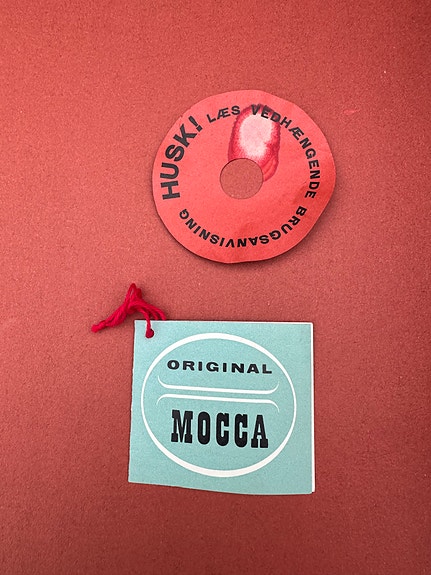 HUSK! LÆS VEDHÆNGENDE BRUGSANVISNING
ORIGINAL
MOCCA